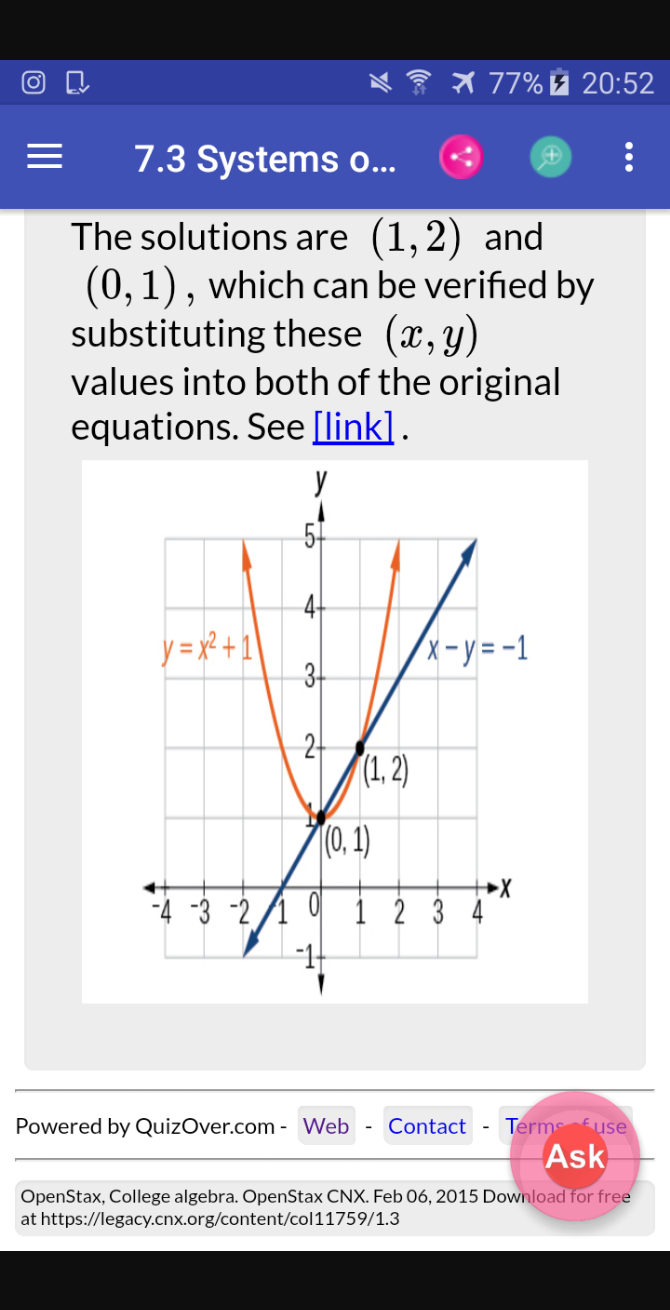 77% 20:52
7.3 Systems o...
The solutions are (1, 2) and
(0, 1) , which can be verified by
substituting these (x, y)
values into both of the original
equations. See [link] .
y
5
4
y = x² + 1
x – y = –1
3
2
(1, 2)
1
(0, 1)
x
-4 -3 -2 1 0 1 2 3 4
-1
Powered by QuizOver.com - Web - Contact - Terms of use
Ask
OpenStax, College algebra. OpenStax CNX. Feb 06, 2015 Download for free
at https://legacy.cnx.org/content/col11759/1.3